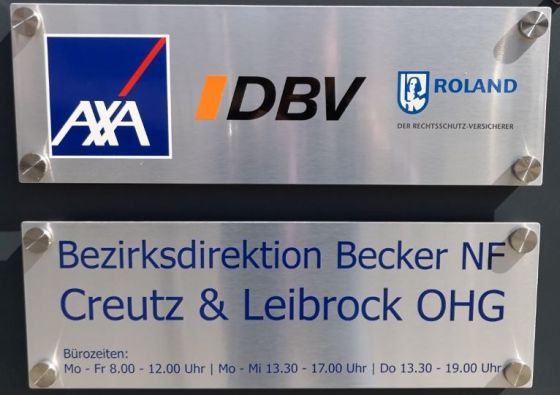 AXA
DBV
ROLAND
DER RECHTSSCHUTZ-VERSICHERER
Bezirksdirektion Becker NF
Creutz & Leibrock OHG
Bürozeiten:
Mo - Fr 8.00 - 12.00 Uhr | Mo - Mi 13.30 - 17.00 Uhr | Do 13.30 - 19.00 Uhr